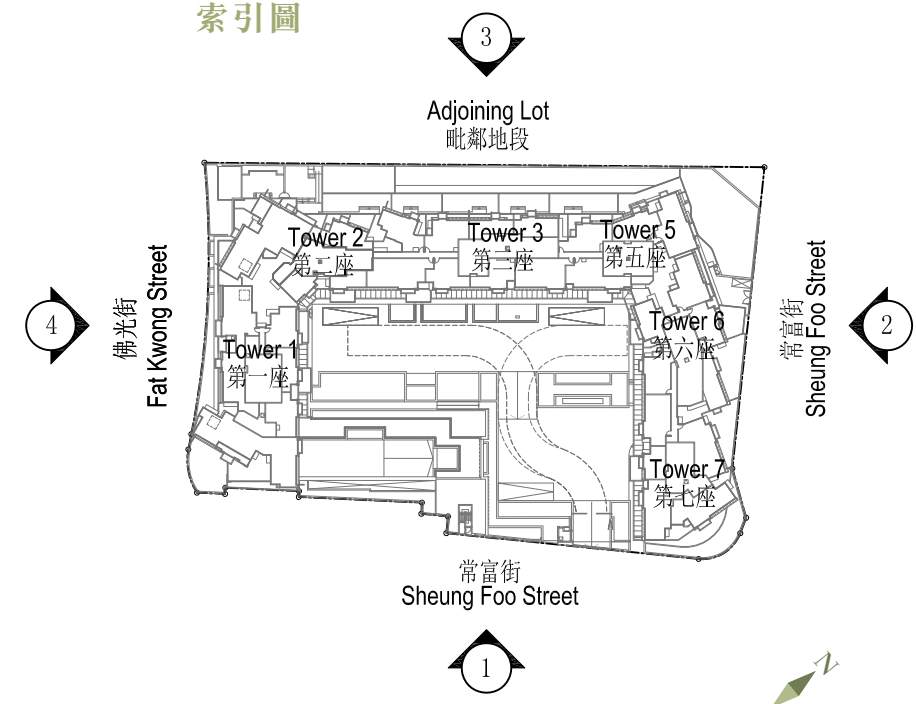 索引圖
3
Adjoining Lot
毗鄰地段
Tower 2
第二座
Tower 3
第三座
Tower 5
第五座
4
佛光街
Fat Kwong Street
Tower 1
第一座
Tower 6
第六座
常富街
Sheung Foo Street
2
Tower 7
第七座
常富街
Sheung Foo Street
1
N